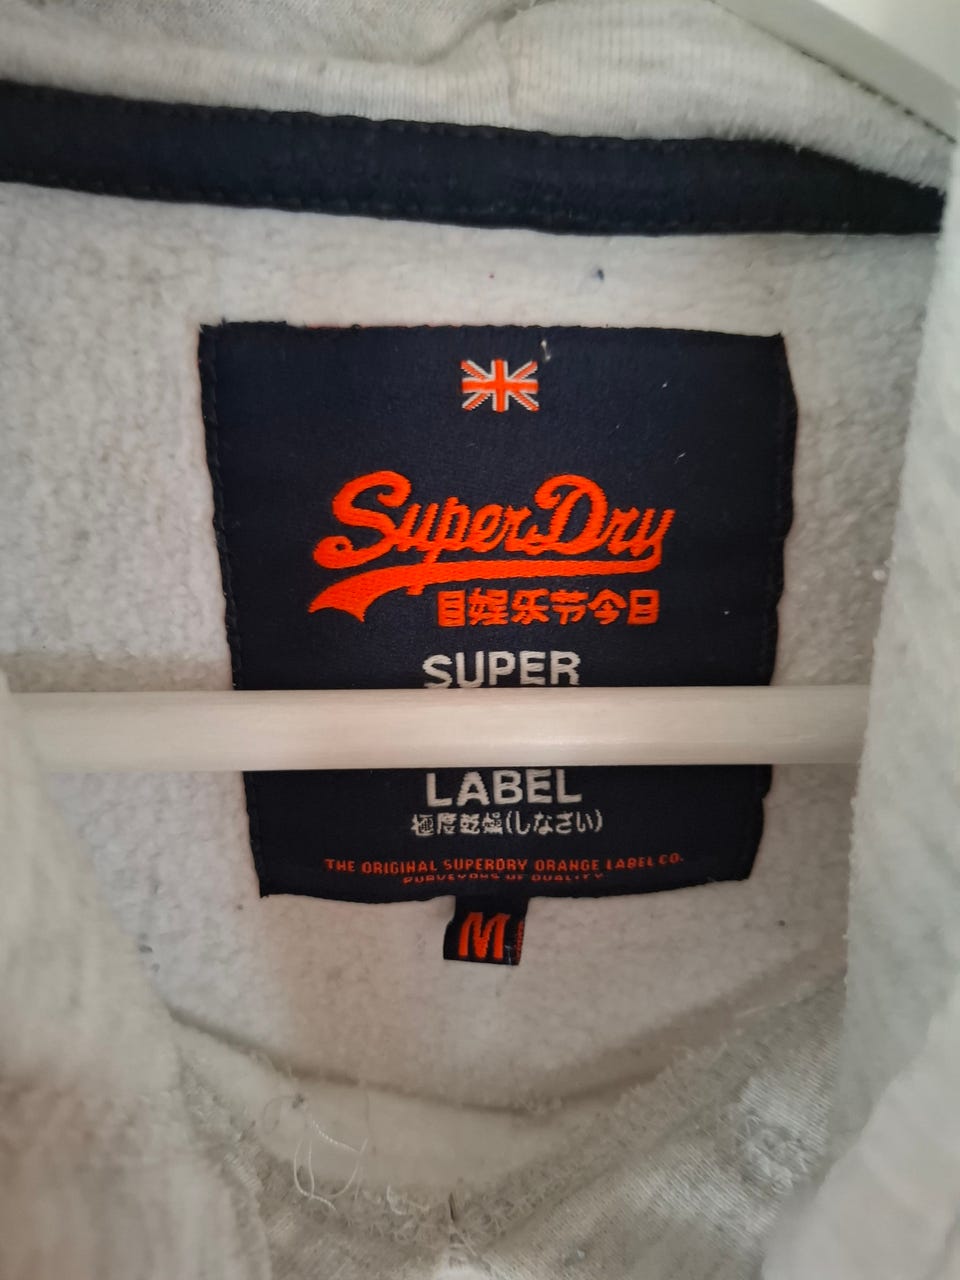 SuperDry
目娯乐节今日
SUPER
LABEL
極度乾燥(しなさい)
THE ORIGINAL SUPERDRY ORANGE LABEL CO.
PURVEYORS OF QUALITY
M